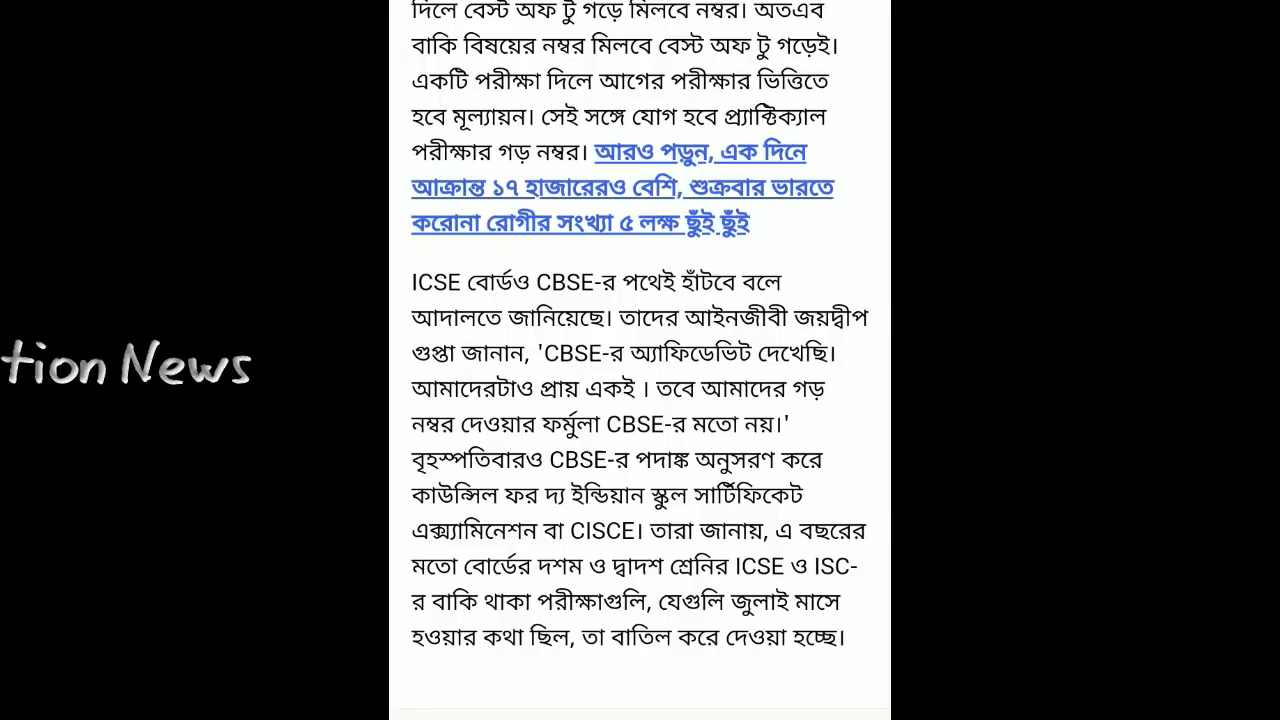 দিলে বেস্ট অফ টু গড়ে মিলবে নম্বর। অতএব
বাকি বিষয়ের নম্বর মিলবে বেস্ট অফ টু গড়েই।
একটি পরীক্ষা দিলে আগের পরীক্ষার ভিত্তিতে
হবে মূল্যায়ন। সেই সঙ্গে যোগ হবে প্র্যাক্টিক্যাল
পরীক্ষার গড় নম্বর। আরও পড়ুন, এক দিনে
আক্রান্ত ১৭ হাজারেরও বেশি, শুক্রবার ভারতে
করোনা রোগীর সংখ্যা ৫ লক্ষ ছুঁই ছুঁই
ICSE বোর্ডও CBSE-র পথেই হাঁটবে বলে
আদালতে জানিয়েছে। তাদের আইনজীবী জয়দ্বীপ
গুপ্তা জানান, 'CBSE-র অ্যাফিডেভিট দেখেছি।
আমাদেরটাও প্রায় একই । তবে আমাদের গড়
নম্বর দেওয়ার ফর্মুলা CBSE-র মতো নয়।'
বৃহস্পতিবারও CBSE-র পদাঙ্ক অনুসরণ করে
কাউন্সিল ফর দ্য ইন্ডিয়ান স্কুল সার্টিফিকেট
এক্স্যামিনেশন বা CISCE। তারা জানায়, এ বছরের
মতো বোর্ডের দশম ও দ্বাদশ শ্রেনির ICSE ও ISC-
র বাকি থাকা পরীক্ষাগুলি, যেগুলি জুলাই মাসে
হওয়ার কথা ছিল, তা বাতিল করে দেওয়া হচ্ছে।
tion News